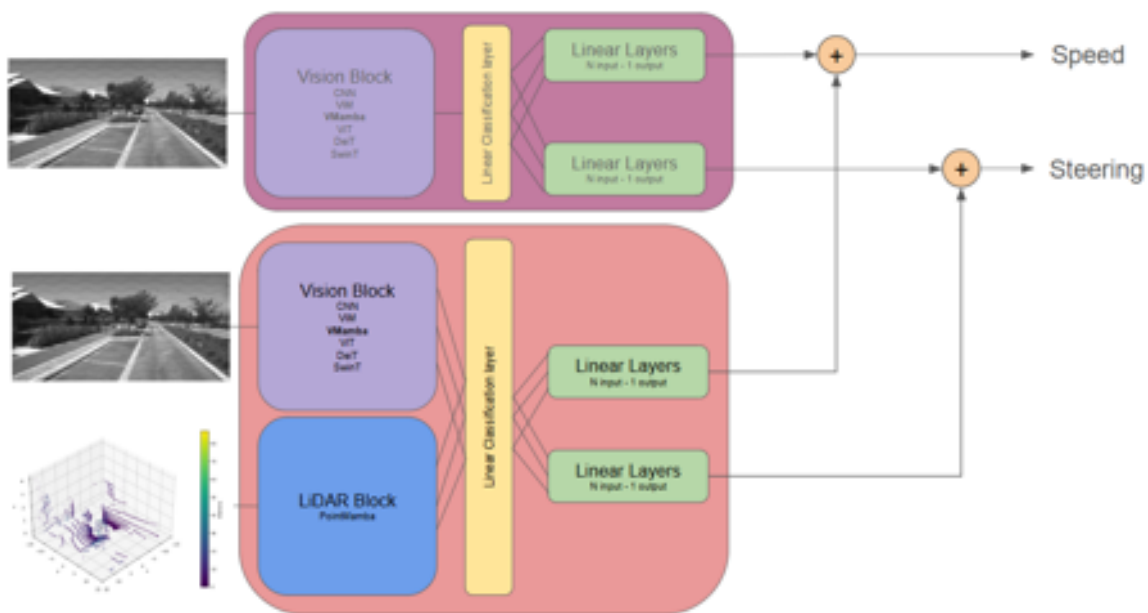 Vision Block
CNN
ViM
VMamba
ViT
DeiT
SwinT
Linear Classification layer
Linear Layers
N input - 1 output
Linear Layers
N input - 1 output
Speed
Steering
Vision Block
CNN
ViM
VMamba
ViT
DeiT
SwinT
LiDAR Block
PointMamba
Linear Classification layer
Linear Layers
N input - 1 output
Linear Layers
N input - 1 output